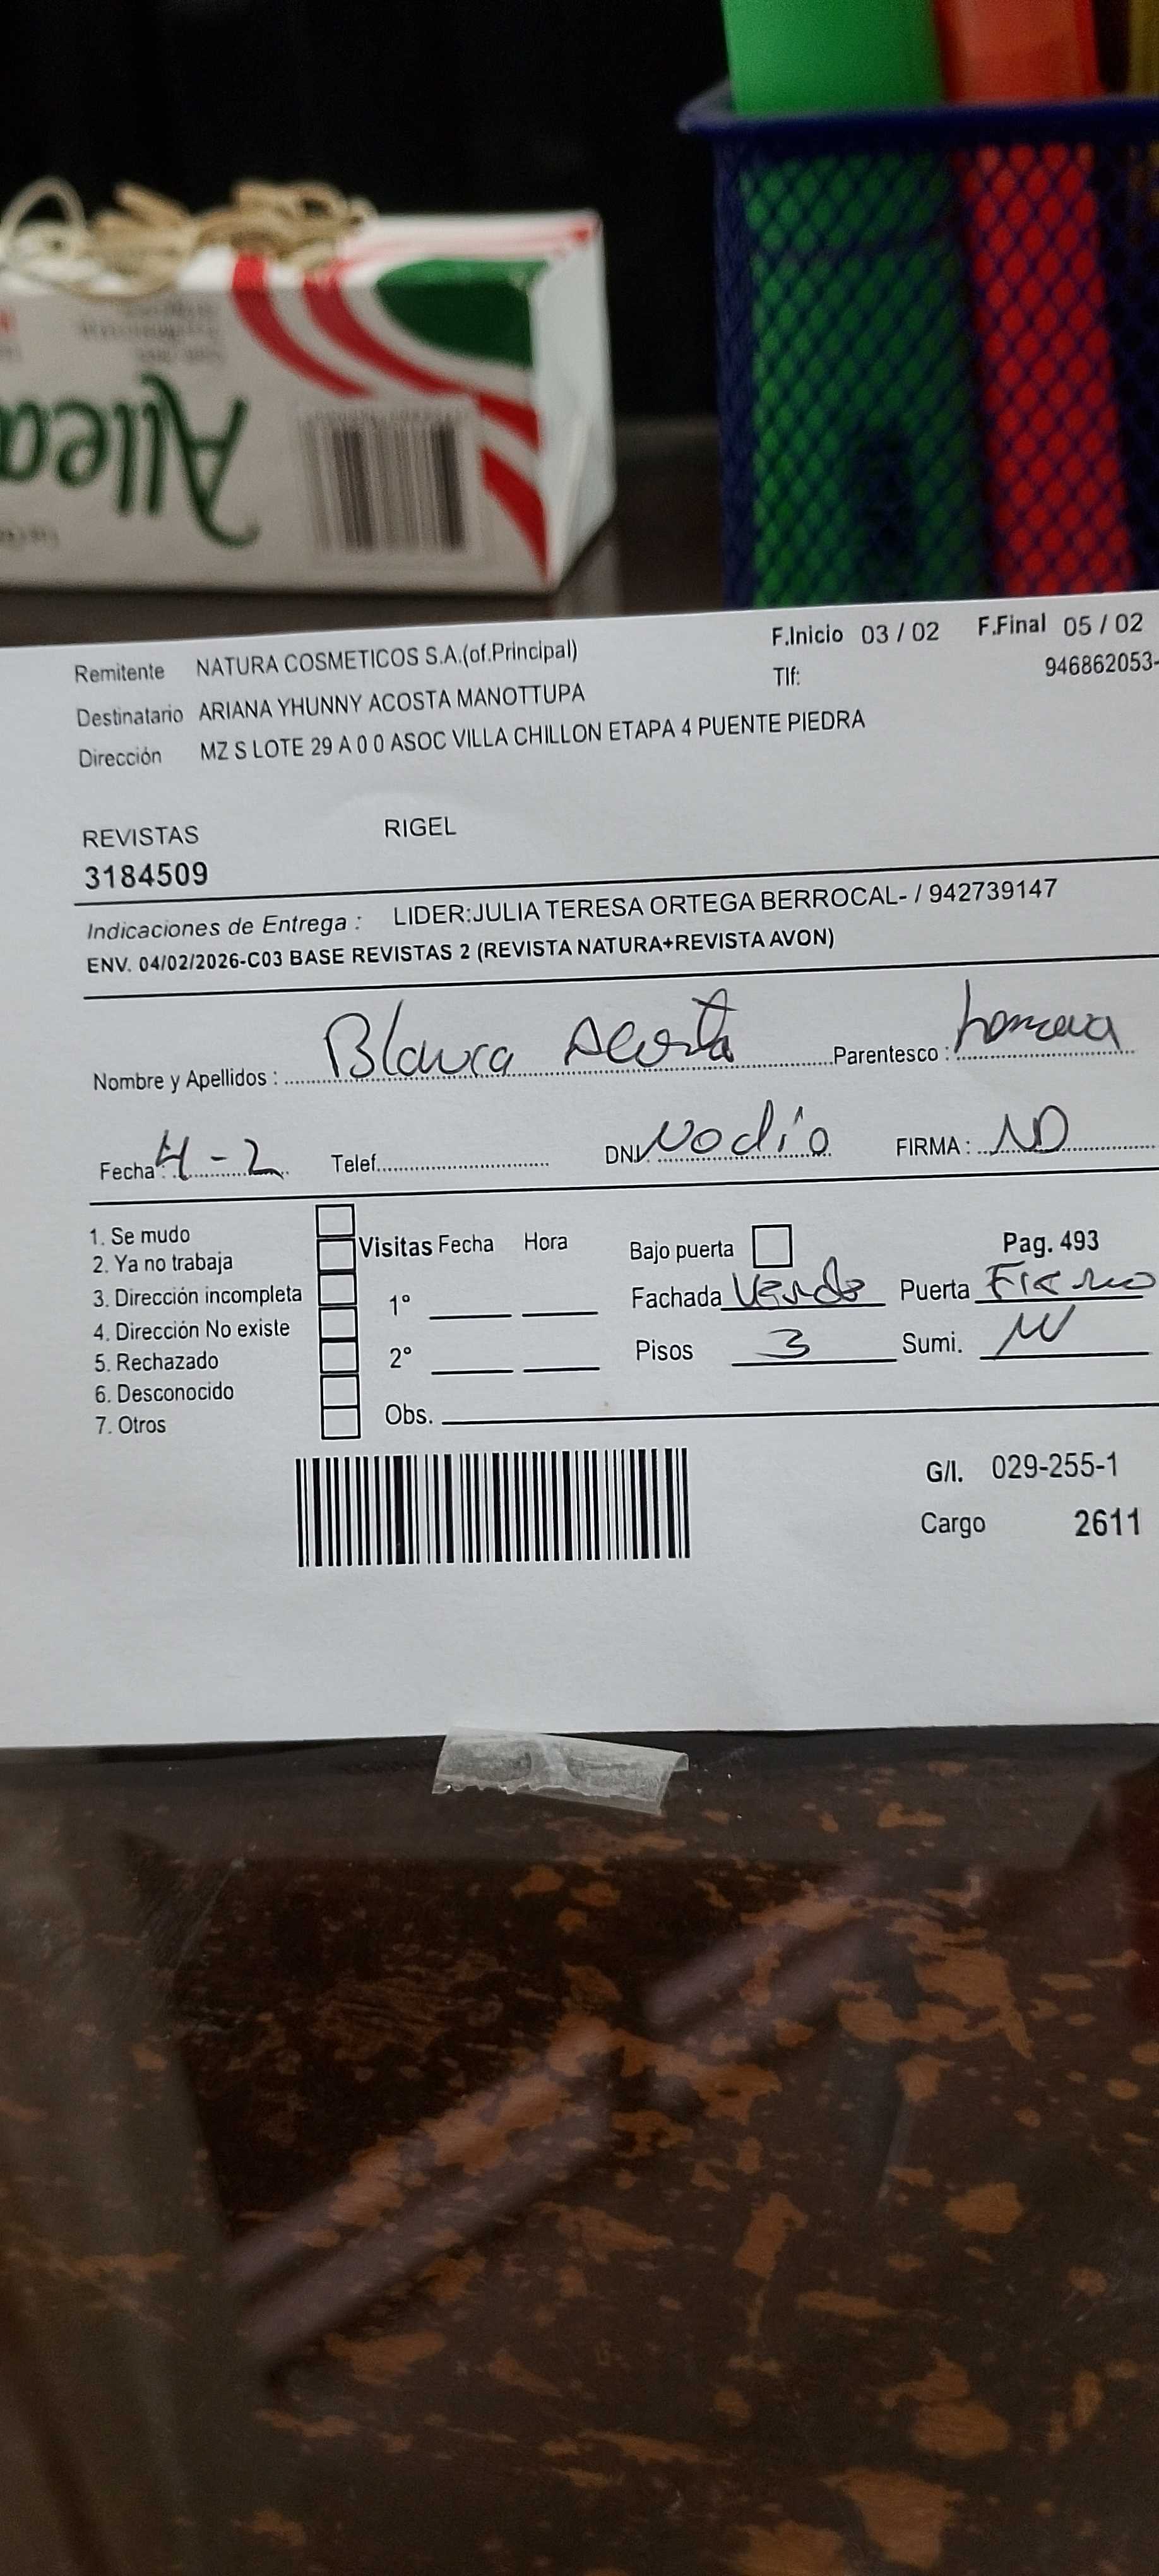 Allea
Remitente NATURA COSMETICOS S.A.(of.Principal) F.Inicio 03 / 02 F.Final 05 / 02
Destinatario ARIANA YHUNNY ACOSTA MANOTTUPA Tlf: 946862053-
Dirección MZ S LOTE 29 A 0 0 ASOC VILLA CHILLON ETAPA 4 PUENTE PIEDRA
REVISTAS RIGEL
3184509
Indicaciones de Entrega : LIDER:JULIA TERESA ORTEGA BERROCAL- / 942739147
ENV. 04/02/2026-C03 BASE REVISTAS 2 (REVISTA NATURA+REVISTA AVON)
Nombre y Apellidos : Blanca Acosta Parentesco :
Fecha : 4-2 Telef. DNI. No dio FIRMA : ND
1. Se mudo
2. Ya no trabaja
3. Dirección incompleta
4. Dirección No existe
5. Rechazado
6. Desconocido
7. Otros
Visitas Fecha Hora
1°
2°
Obs.
Bajo puerta Pag. 493
Fachada Verde Puerta Fierro
Pisos 3 Sumi.
G/I. 029-255-1
Cargo 2611